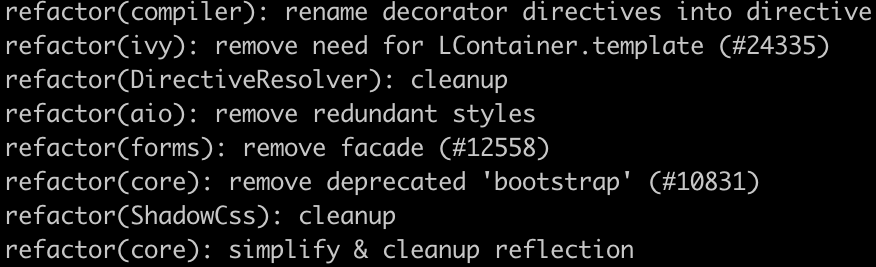 refactor(compiler): rename decorator directives into directive
refactor(ivy): remove need for LContainer.template (#24335)
refactor(DirectiveResolver): cleanup
refactor(aio): remove redundant styles
refactor(forms): remove facade (#12558)
refactor(core): remove deprecated 'bootstrap' (#10831)
refactor(ShadowCss): cleanup
refactor(core): simplify & cleanup reflection